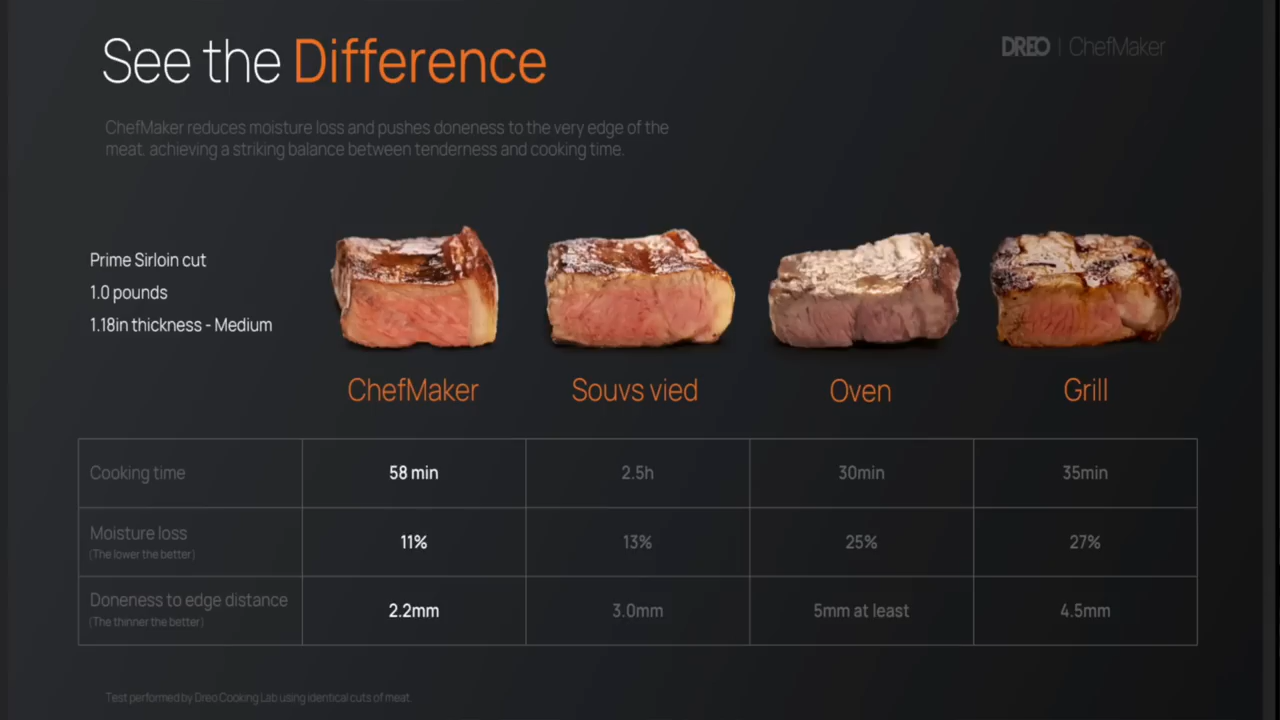 See the Difference
DREO | ChefMaker
ChefMaker reduces moisture loss and pushes doneness to the very edge of the
meat. achieving a striking balance between tenderness and cooking time.
Prime Sirloin cut
1.0 pounds
1.18in thickness - Medium
ChefMaker Souvs vied Oven Grill
Cooking time 58 min 2.5h 30min 35min
Moisture loss 11% 13% 25% 27%
(The lower the better)
Doneness to edge distance 2.2mm 3.0mm 5mm at least 4.5mm
(The thinner the better)
Test performed by Dreo Cooking Lab using identical cuts of meat.